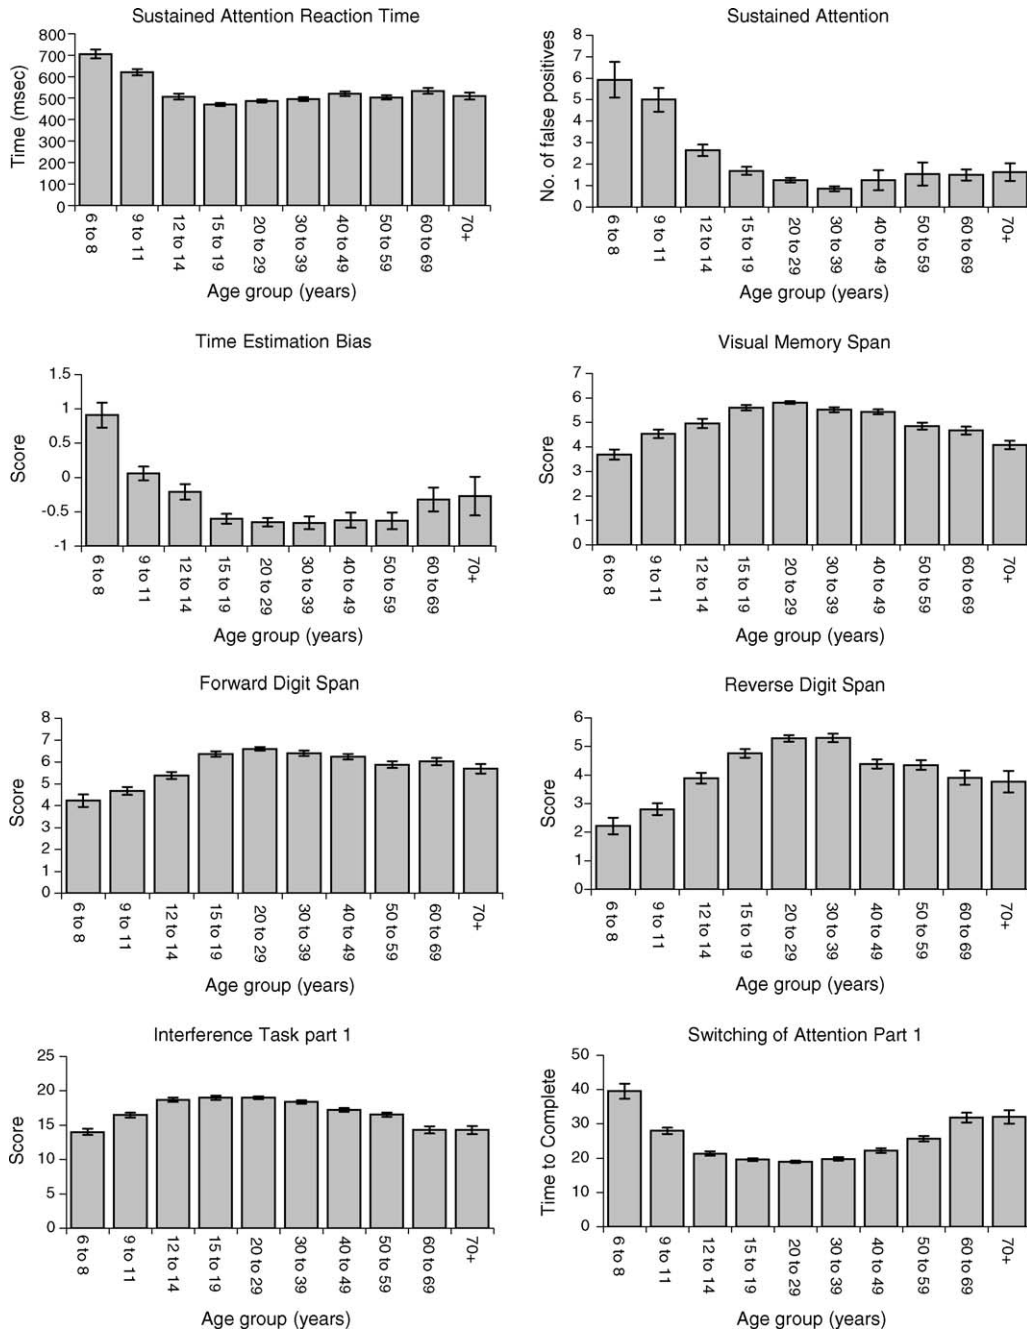 Sustained Attention Reaction Time
800
700
600
500
400
300
200
100
0
Time (msec)
6 to 8
9 to 11
12 to 14
15 to 19
20 to 29
30 to 39
40 to 49
50 to 59
60 to 69
70+
Age group (years)
Sustained Attention
8
7
6
5
4
3
2
1
0
No. of false positives
6 to 8
9 to 11
12 to 14
15 to 19
20 to 29
30 to 39
40 to 49
50 to 59
60 to 69
70+
Age group (years)
Time Estimation Bias
1.5
1
0.5
0
-0.5
-1
Score
6 to 8
9 to 11
12 to 14
15 to 19
20 to 29
30 to 39
40 to 49
50 to 59
60 to 69
70+
Age group (years)
Visual Memory Span
7
6
5
4
3
2
1
0
Score
6 to 8
9 to 11
12 to 14
15 to 19
20 to 29
30 to 39
40 to 49
50 to 59
60 to 69
70+
Age group (years)
Forward Digit Span
8
7
6
5
4
3
2
1
0
Score
6 to 8
9 to 11
12 to 14
15 to 19
20 to 29
30 to 39
40 to 49
50 to 59
60 to 69
70+
Age group (years)
Reverse Digit Span
6
5
4
3
2
1
0
Score
6 to 8
9 to 11
12 to 14
15 to 19
20 to 29
30 to 39
40 to 49
50 to 59
60 to 69
70+
Age group (years)
Interference Task part 1
25
20
15
10
5
0
Score
6 to 8
9 to 11
12 to 14
15 to 19
20 to 29
30 to 39
40 to 49
50 to 59
60 to 69
70+
Age group (years)
Switching of Attention Part 1
50
40
30
20
10
0
Time to Complete
6 to 8
9 to 11
12 to 14
15 to 19
20 to 29
30 to 39
40 to 49
50 to 59
60 to 69
70+
Age group (years)